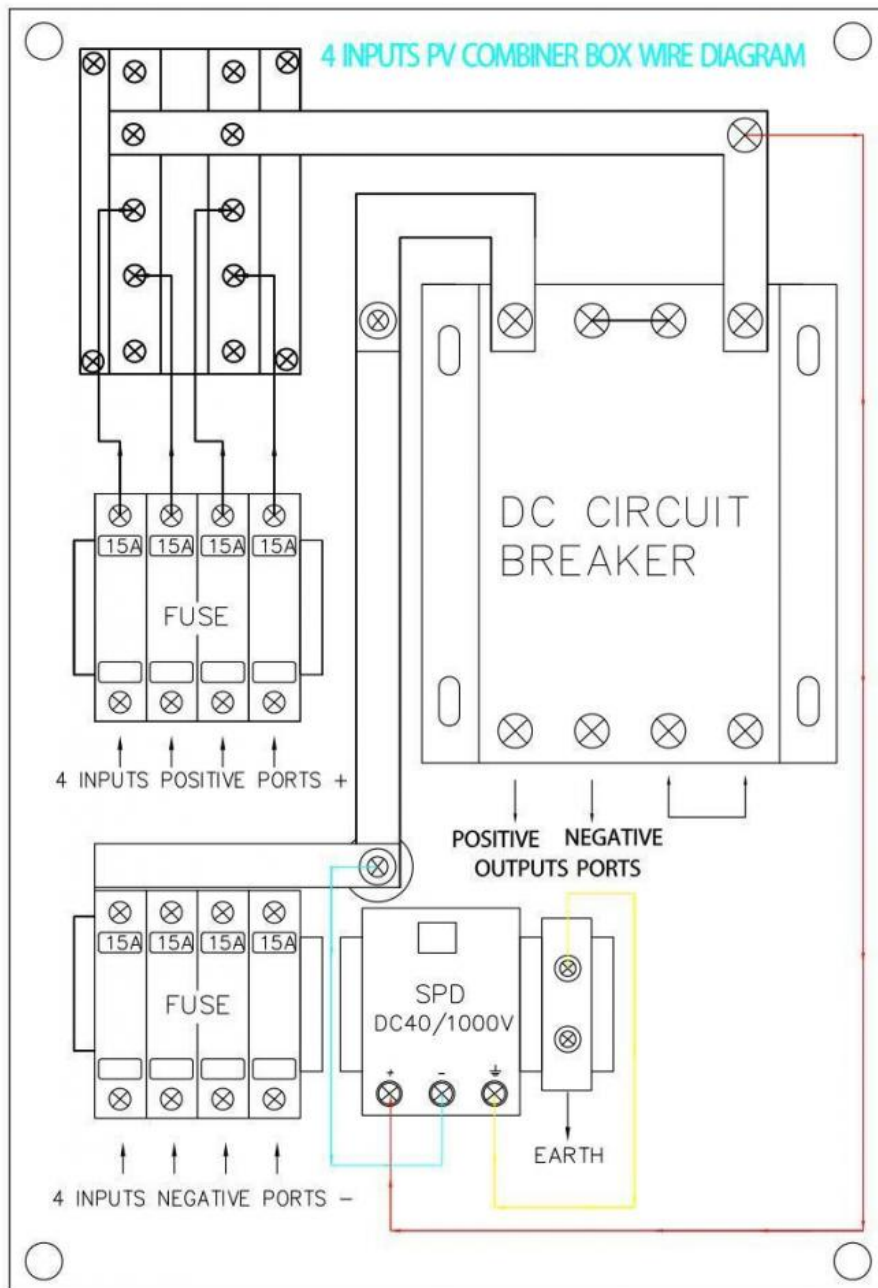 4 INPUTS PV COMBINER BOX WIRE DIAGRAM
DC CIRCUIT
BREAKER
15A 15A 15A 15A
FUSE
4 INPUTS POSITIVE PORTS +
POSITIVE NEGATIVE
OUTPUTS PORTS
15A 15A 15A 15A
FUSE
SPD
DC40/1000V
+ - ⏚
EARTH
4 INPUTS NEGATIVE PORTS -